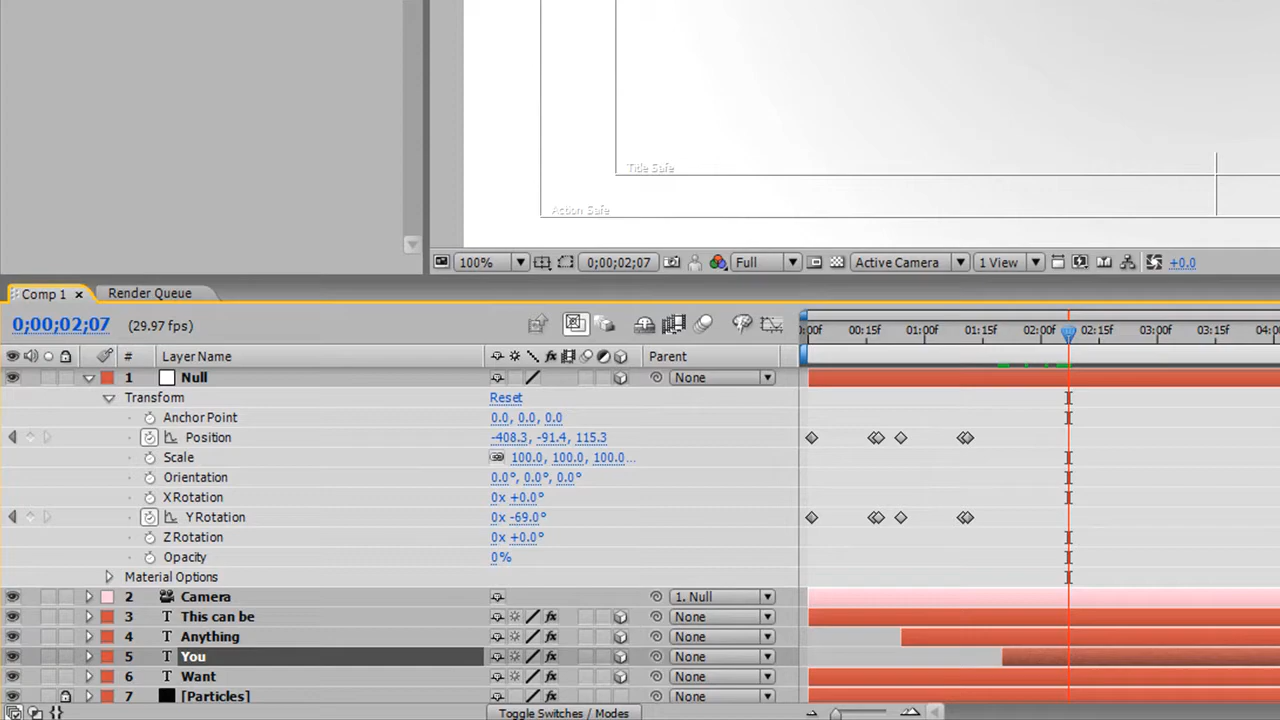 Title Safe
Action Safe
100% 0;00;02;07 Full Active Camera 1 View +0.0
Comp 1 × Render Queue
0;00;02;07 (29.97 fps)
:00f 00:15f 01:00f 01:15f 02:00f 02:15f 03:00f 03:15f 04:0
# Layer Name Parent
1 Null None
Transform Reset
Anchor Point 0.0, 0.0, 0.0
Position -408.3, -91.4, 115.3
Scale 100.0, 100.0, 100.0...
Orientation 0.0°, 0.0°, 0.0°
X Rotation 0x +0.0°
Y Rotation 0x -69.0°
Z Rotation 0x +0.0°
Opacity 0%
Material Options
2 Camera 1. Null
3 T This can be fx None
4 T Anything fx None
5 T You fx None
6 T Want fx None
7 [Particles] fx None
Toggle Switches / Modes